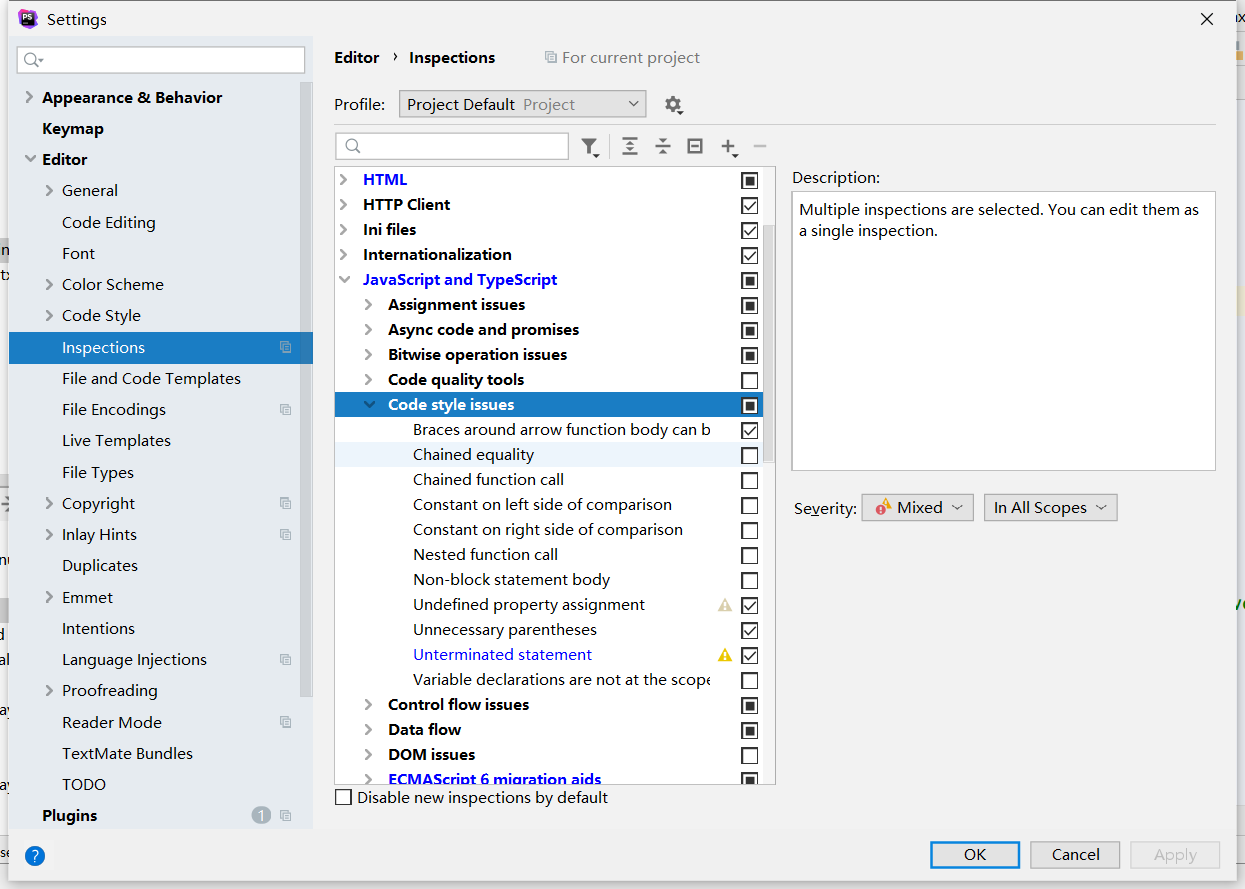 PS Settings
Appearance & Behavior
Keymap
Editor
General
Code Editing
Font
Color Scheme
Code Style
Inspections
File and Code Templates
File Encodings
Live Templates
File Types
Copyright
Inlay Hints
Duplicates
Emmet
Intentions
Language Injections
Proofreading
Reader Mode
TextMate Bundles
TODO
Plugins 1
?
Editor › Inspections For current project
Profile: Project Default Project
HTML
HTTP Client
Ini files
Internationalization
JavaScript and TypeScript
Assignment issues
Async code and promises
Bitwise operation issues
Code quality tools
Code style issues
Braces around arrow function body can b
Chained equality
Chained function call
Constant on left side of comparison
Constant on right side of comparison
Nested function call
Non-block statement body
Undefined property assignment
Unnecessary parentheses
Unterminated statement
Variable declarations are not at the scope
Control flow issues
Data flow
DOM issues
ECMAScript 6 migration aids
Disable new inspections by default
Description:
Multiple inspections are selected. You can edit them as
a single inspection.
Severity: Mixed In All Scopes
OK Cancel Apply